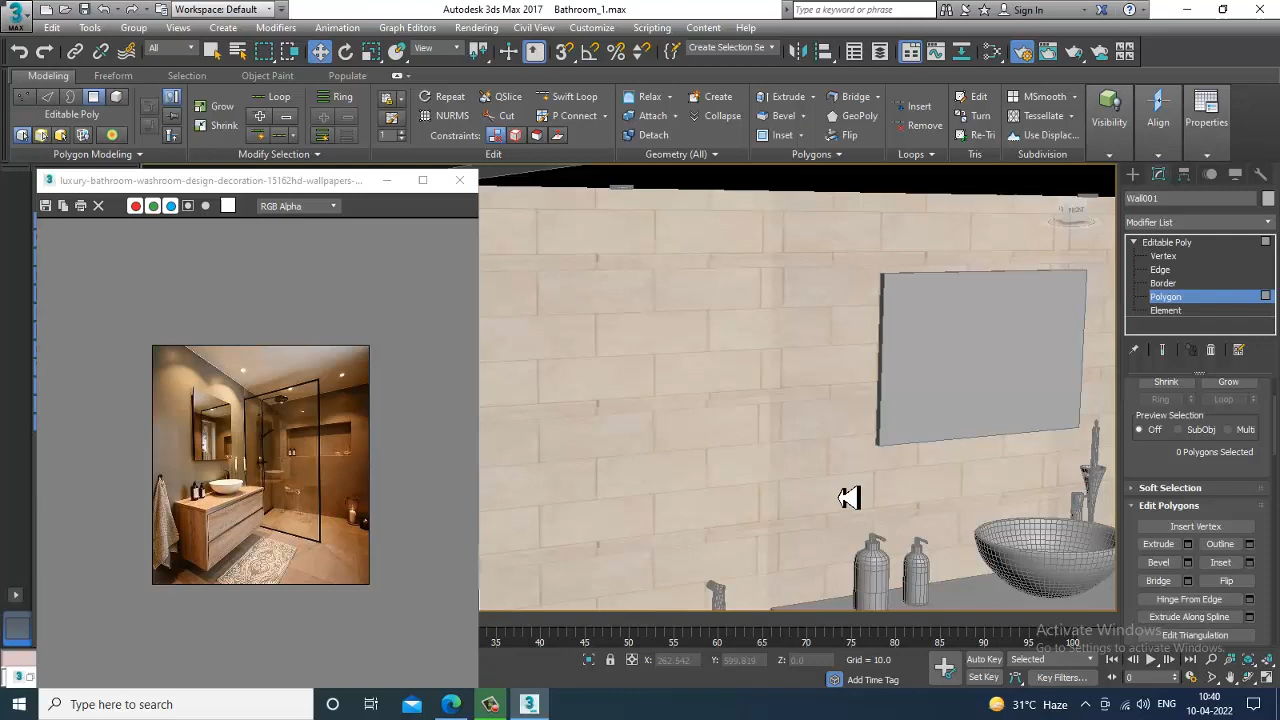 Workspace: Default
Autodesk 3ds Max 2017 Bathroom_1.max
Type a keyword or phrase
Sign In
MAX
Edit Tools Group Views Create Modifiers Animation Graph Editors Rendering Civil View Customize Scripting Content Help
All
View
Create Selection Se
Modeling Freeform Selection Object Paint Populate
Grow Loop Ring Repeat QSlice Swift Loop Relax Create Extrude Bridge Insert Edit MSmooth
Edit Poly Shrink NURMS Cut P Connect Attach Collapse Bevel GeoPoly Remove Turn Tessellate Visibility Align Properties
1 Constraints: Detach Inset Flip Re-Tri Use Displac...
Polygon Modeling Modify Selection Edit Geometry (All) Polygons Loops Tris Subdivision
luxury-bathroom-washroom-design-decoration-15162hd-wallpapers-...
RGB Alpha
Wall001
Modifier List
Editable Poly
Vertex
Edge
Border
Polygon
Element
Shrink Grow
Ring Loop
Preview Selection
Off SubObj Multi
0 Polygons Selected
Soft Selection
Edit Polygons
Insert Vertex
Extrude Outline
Bevel Inset
Bridge Flip
Hinge From Edge
Extrude Along Spline
Edit Triangulation
Activate Windows
Go to Settings to activate Windows.
35 40 45 50 55 60 65 70 75 80 85 90 95 100
X: 262.542 Y: 599.819 Z: 0.0 Grid = 10.0
Add Time Tag
Auto Key Selected
Set Key Key Filters... 0
Type here to search
31°C Haze
ENG
10:40
10-04-2022